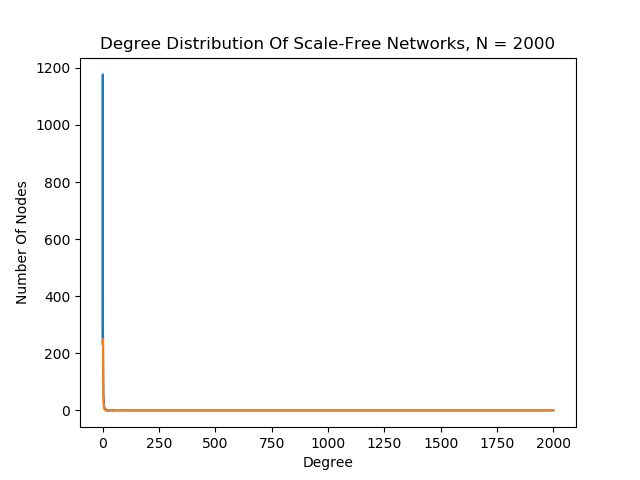 Degree Distribution Of Scale-Free Networks, N = 2000
1200
1000
800
600
400
200
0
Number Of Nodes
0 250 500 750 1000 1250 1500 1750 2000
Degree